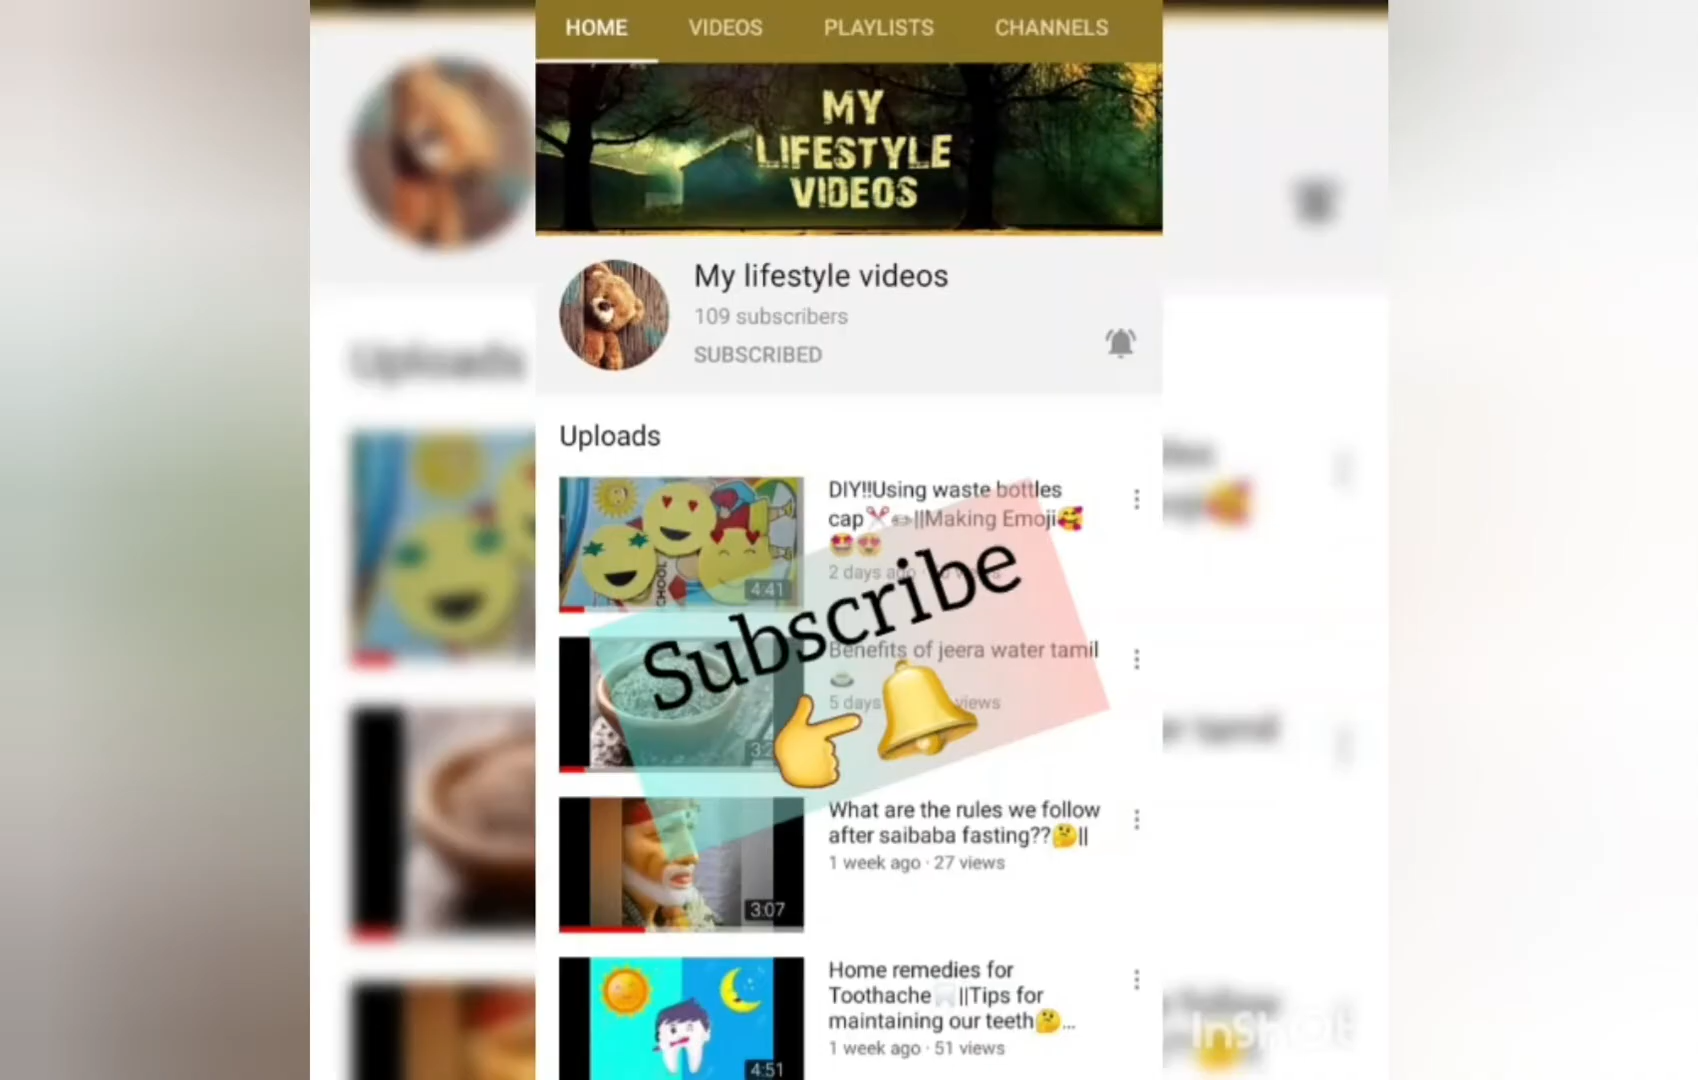 HOME VIDEOS PLAYLISTS CHANNELS
MY
LIFESTYLE
VIDEOS
My lifestyle videos
109 subscribers
SUBSCRIBED
Uploads
Uploads
DIY!!Using waste bottles
cap✂️✏️||Making Emoji🥰
🤩😍
2 days ago
4:41
Subscribe
Benefits of jeera water tamil
5 days views
👉🔔
What are the rules we follow
after saibaba fasting??🤔||
1 week ago · 27 views
3:07
Home remedies for
Toothache🦷||Tips for
maintaining our teeth🤔...
1 week ago · 51 views
4:51
InShOt